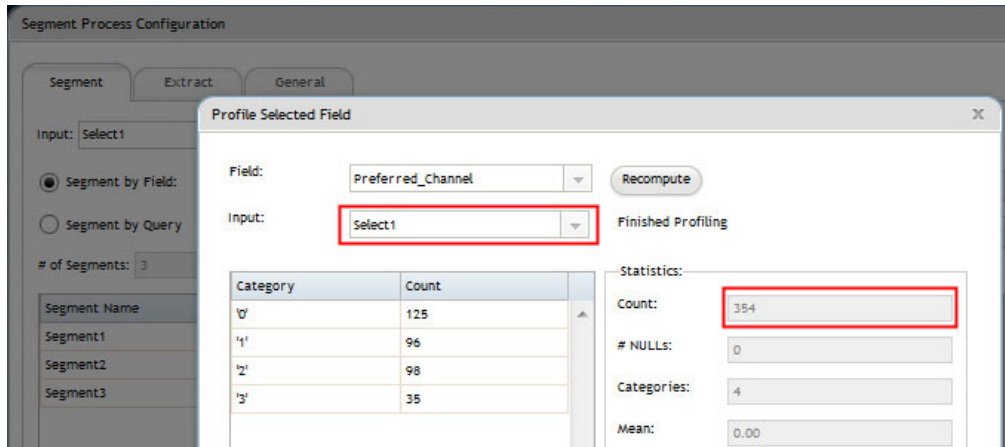 Segment Process Configuration
Segment Extract General
Input: Select1
Segment by Field:
Segment by Query
# of Segments: 3
Segment Name
Segment1
Segment2
Segment3
Profile Selected Field X
Field: Preferred_Channel Recompute
Input: Select1 Finished Profiling
Category Count
'0' 125
'1' 96
'2' 98
'3' 35
Statistics:
Count: 354
# NULLs: 0
Categories: 4
Mean: 0.00